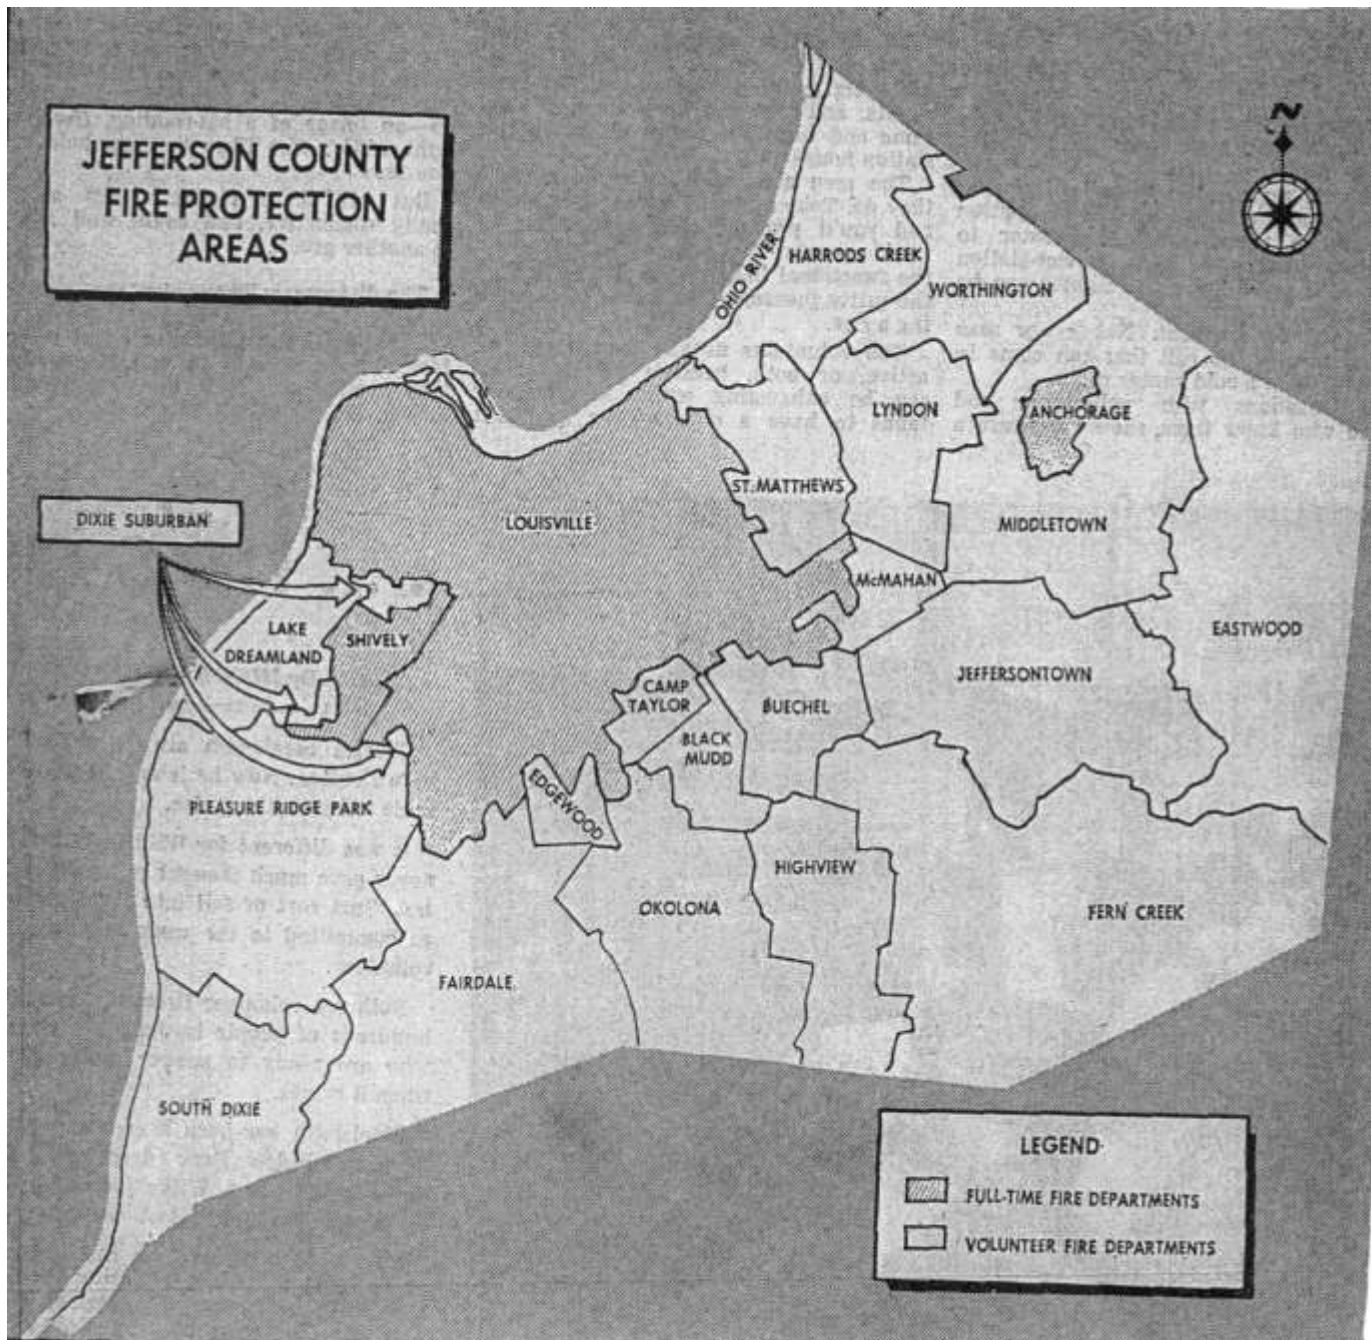 JEFFERSON COUNTY
FIRE PROTECTION
AREAS
N
OHIO RIVER
HARRODS CREEK
WORTHINGTON
LYNDON
ANCHORAGE
ST. MATTHEWS
MIDDLETOWN
DIXIE SUBURBAN
LOUISVILLE
McMAHAN
LAKE
DREAMLAND
SHIVELY
EASTWOOD
JEFFERSONTOWN
CAMP
TAYLOR
BUECHEL
BLACK
MUDD
EDGEWOOD
PLEASURE RIDGE PARK
HIGHVIEW
OKOLONA
FERN CREEK
FAIRDALE
SOUTH DIXIE
LEGEND
FULL-TIME FIRE DEPARTMENTS
VOLUNTEER FIRE DEPARTMENTS